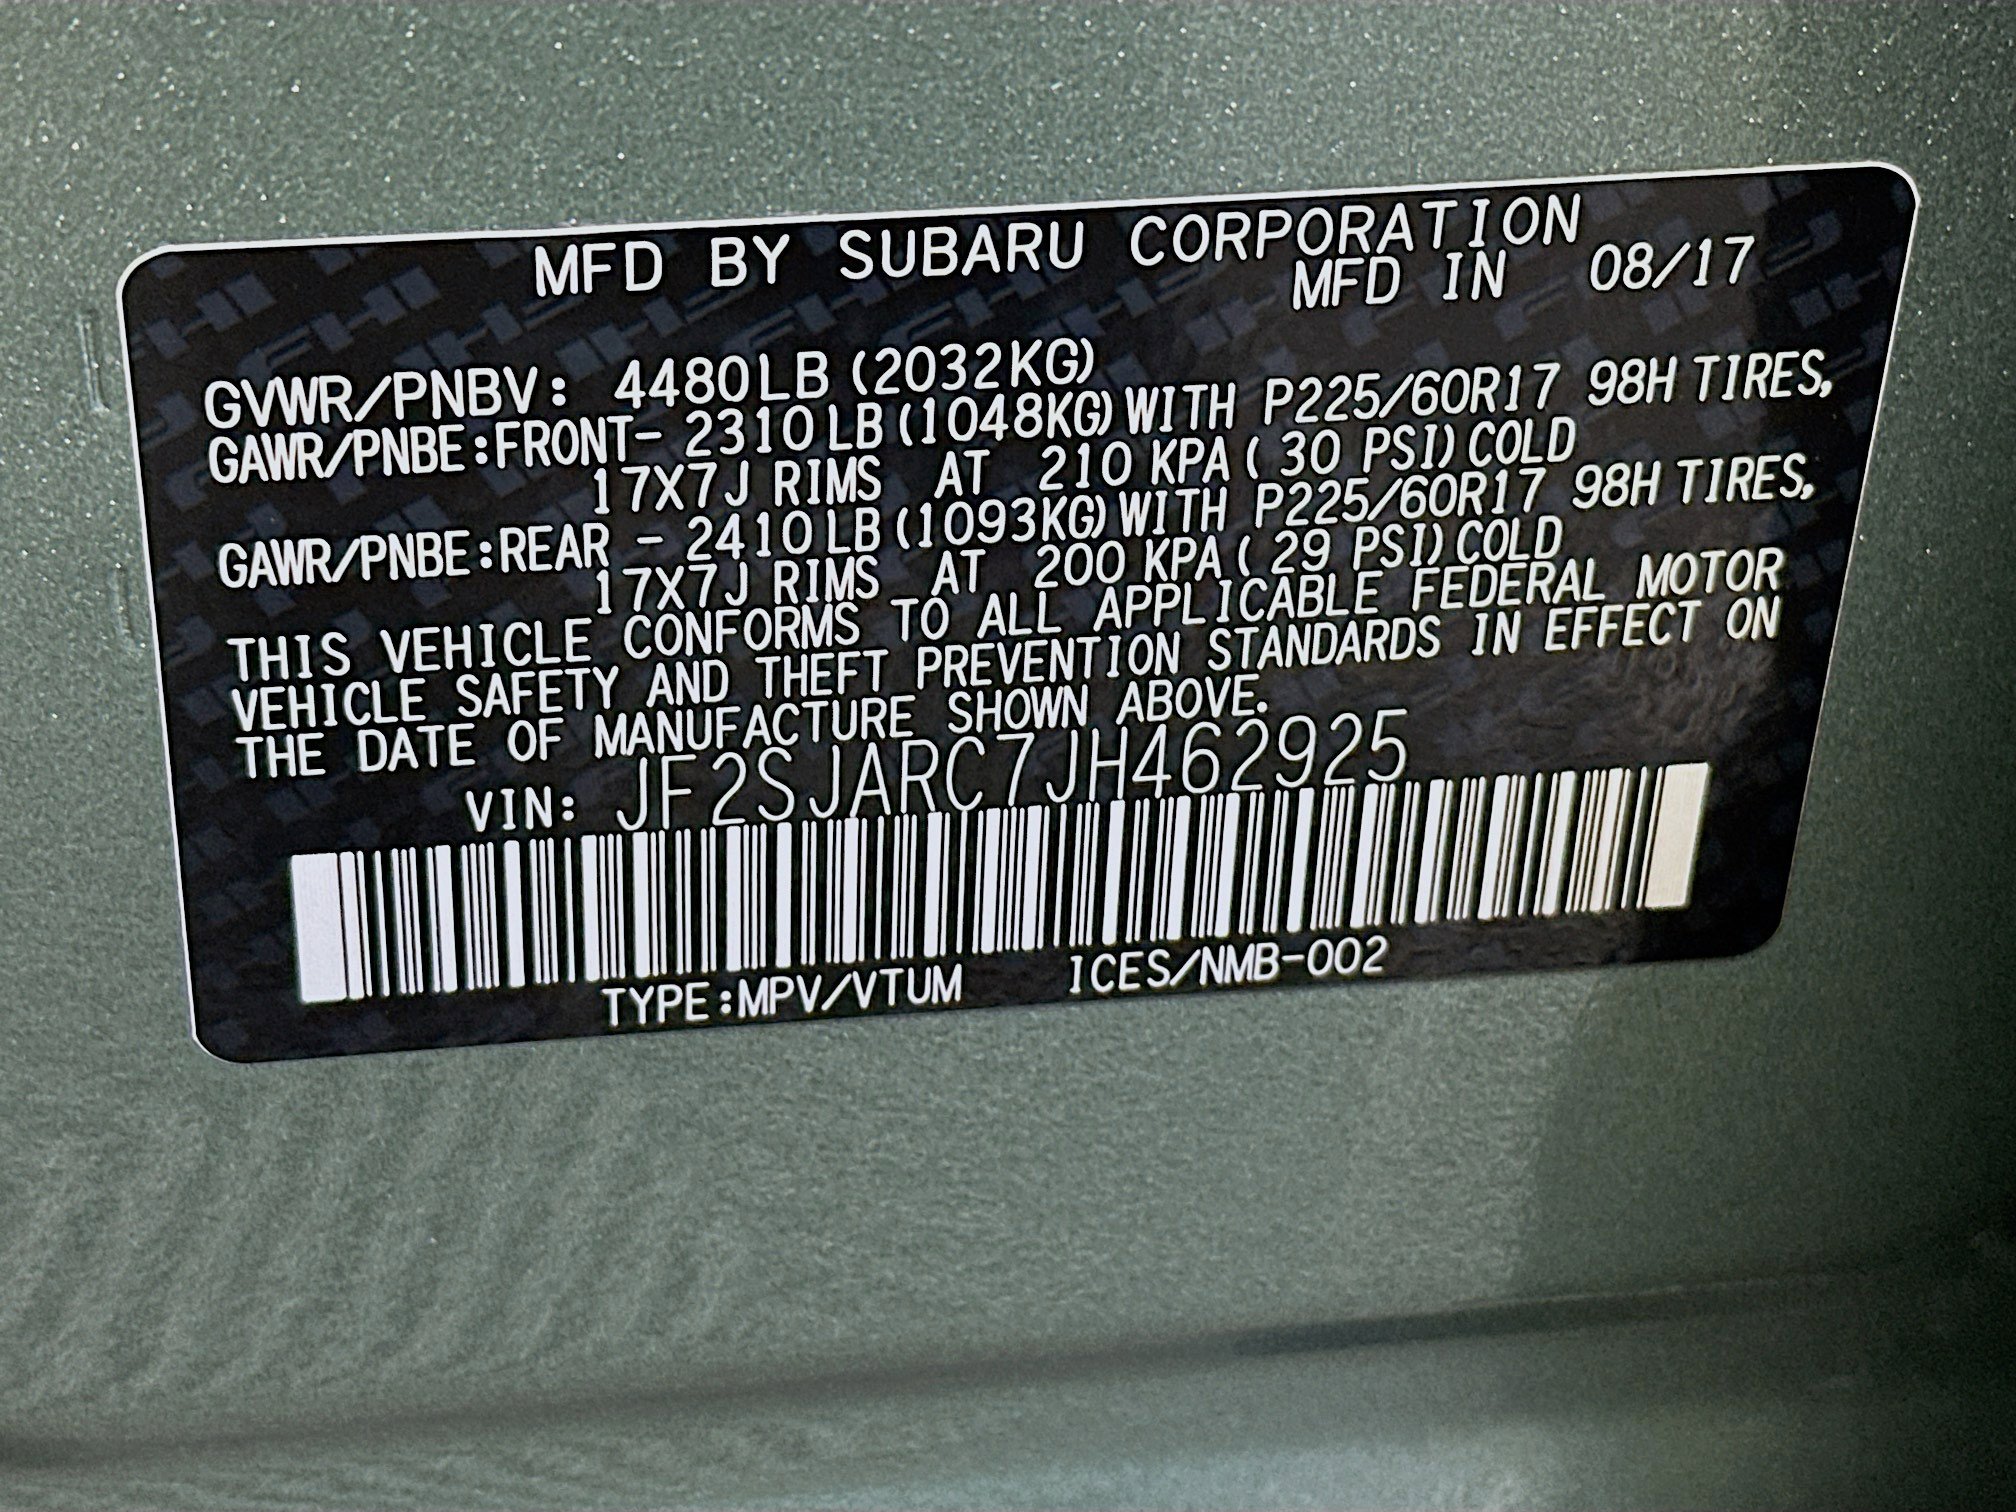 MFD BY SUBARU CORPORATION
MFD IN 08/17
GVWR/PNBV: 4480LB (2032KG)
GAWR/PNBE:FRONT- 2310LB(1048KG)WITH P225/60R17 98H TIRES,
17X7J RIMS AT 210 KPA( 30 PSI)COLD
GAWR/PNBE:REAR - 2410LB(1093KG)WITH P225/60R17 98H TIRES,
17X7J RIMS AT 200 KPA( 29 PSI)COLD
THIS VEHICLE CONFORMS TO ALL APPLICABLE FEDERAL MOTOR
VEHICLE SAFETY AND THEFT PREVENTION STANDARDS IN EFFECT ON
THE DATE OF MANUFACTURE SHOWN ABOVE.
VIN: JF2SJARC7JH462925
TYPE:MPV/VTUM ICES/NMB-002